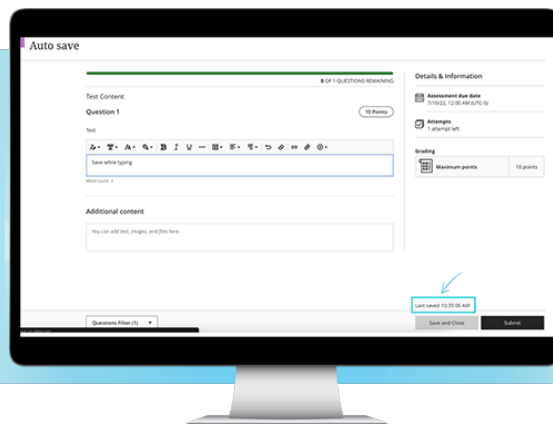 Auto save
0 OF 1 QUESTIONS REMAINING
Test Content
Question 1
10 Points
Text
Save while typing
Word count: 3
Additional content
You can add text, images, and files here
Details & Information
Assessment due date
7/16/22, 12:00 AM (UTC-5)
Attempts
1 attempt left
Grading
Maximum points
10 points
Last saved 10:35:06 AM
Questions Filter (1)
Save and Close
Submit